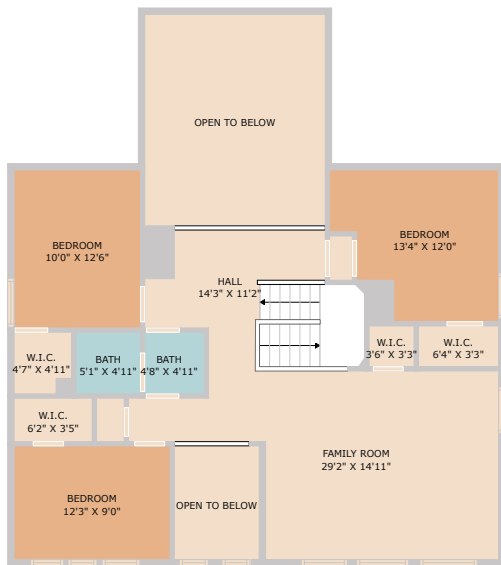 OPEN TO BELOW
BEDROOM
10'0" X 12'6"
BEDROOM
13'4" X 12'0"
HALL
14'3" X 11'2"
W.I.C.
4'7" X 4'11"
BATH
5'1" X 4'11"
BATH
4'8" X 4'11"
W.I.C.
3'6" X 3'3"
W.I.C.
6'4" X 3'3"
W.I.C.
6'2" X 3'5"
FAMILY ROOM
29'2" X 14'11"
BEDROOM
12'3" X 9'0"
OPEN TO BELOW